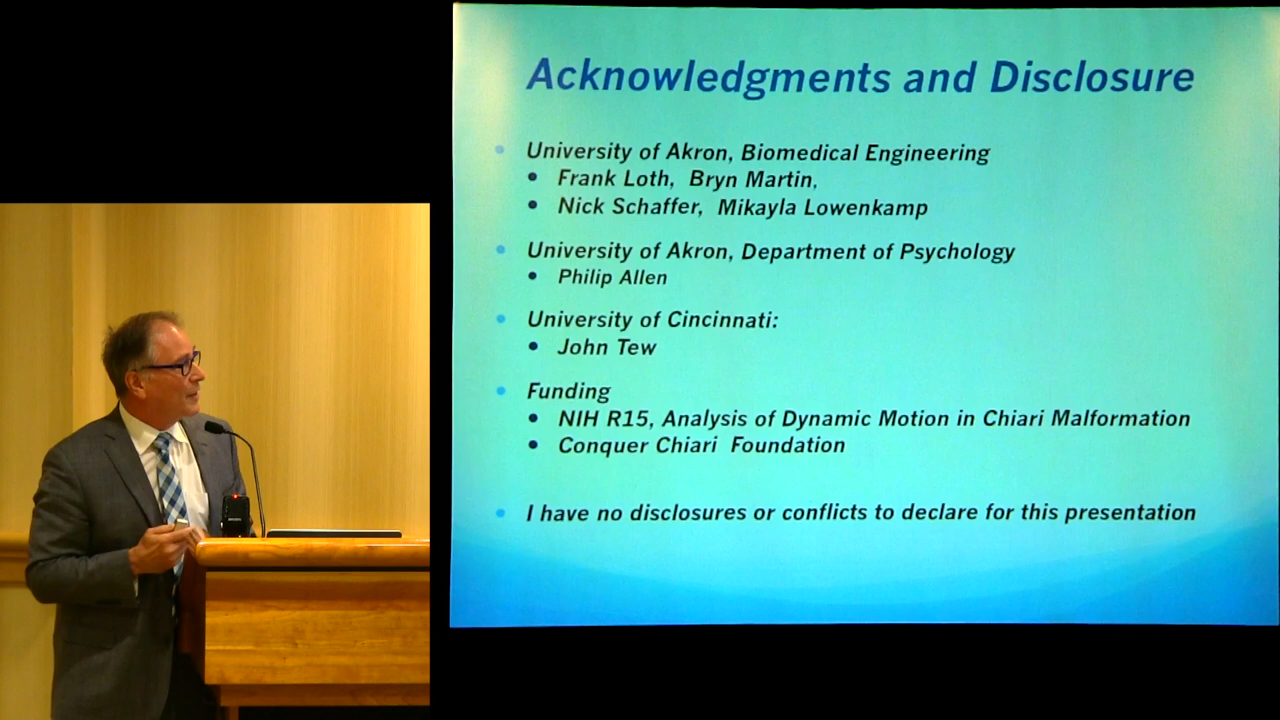 Acknowledgments and Disclosure
University of Akron, Biomedical Engineering
Frank Loth, Bryn Martin,
Nick Schaffer, Mikayla Lowenkamp
University of Akron, Department of Psychology
Philip Allen
University of Cincinnati:
John Tew
Funding
NIH R15, Analysis of Dynamic Motion in Chiari Malformation
Conquer Chiari Foundation
I have no disclosures or conflicts to declare for this presentation